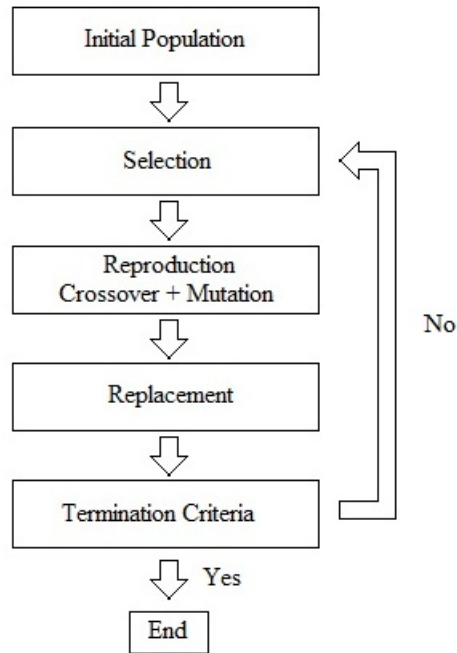 Initial Population
Selection
Reproduction
Crossover + Mutation
No
Replacement
Termination Criteria
Yes
End